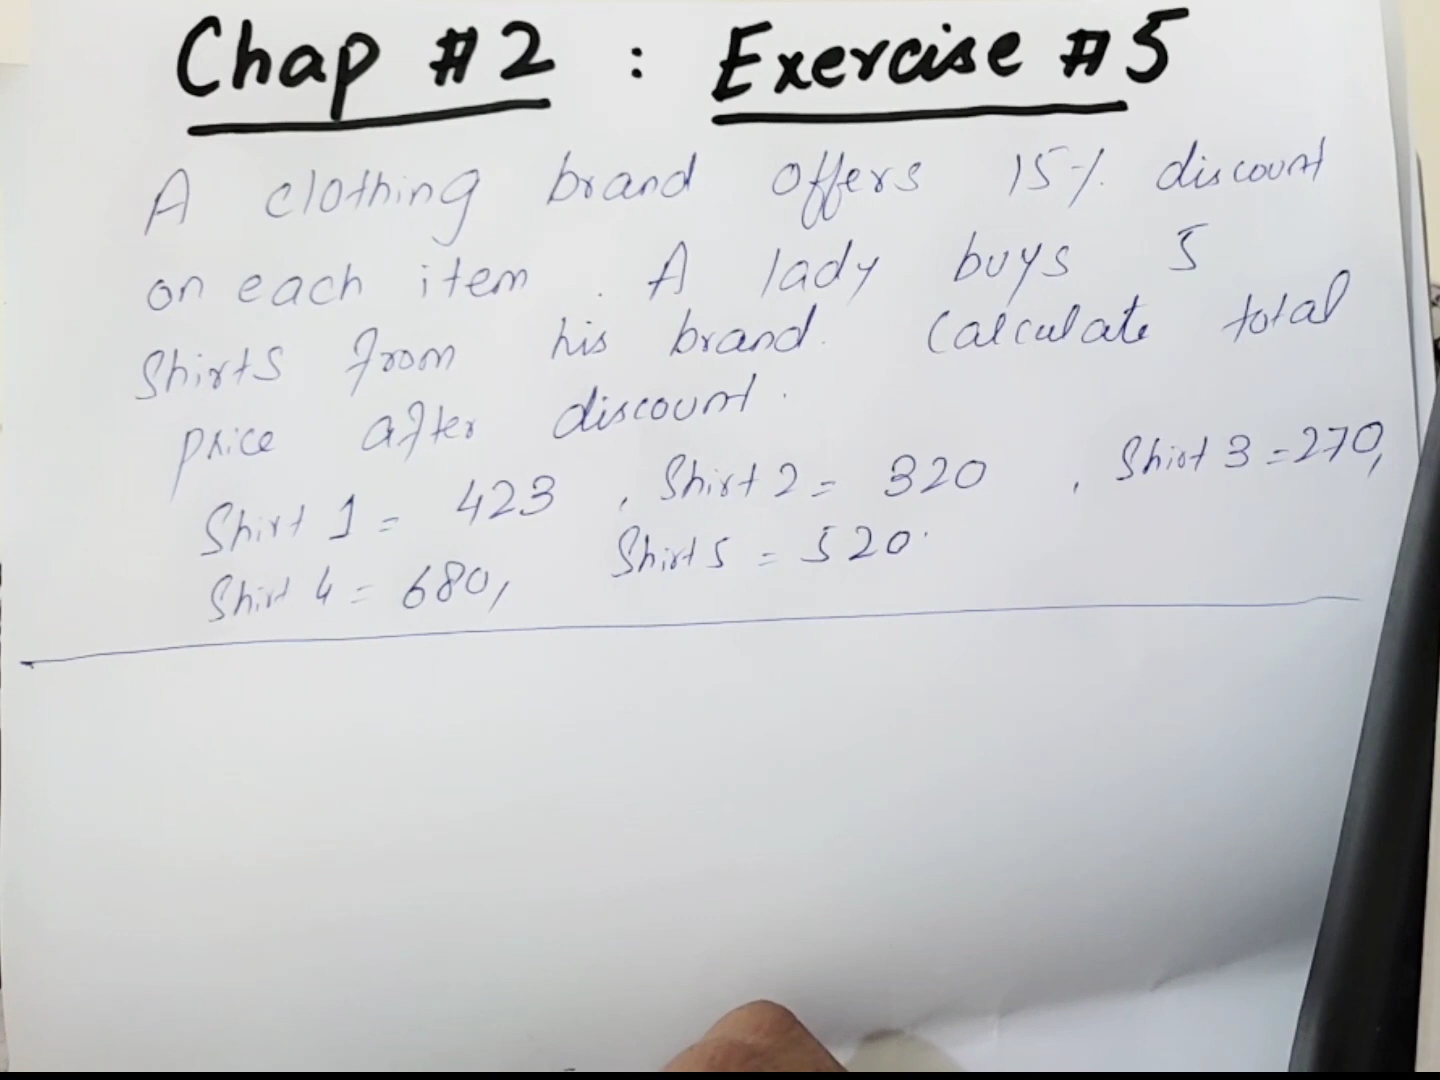 Chap #2 : Exercise #5
A clothing brand offers 15% discount
on each item. A lady buys 5
Shirts from his brand. Calculate total
price after discount.
Shirt 1 = 423, Shirt 2 = 320, Shirt 3 = 270,
Shirt 4 = 680, Shirt 5 = 520.